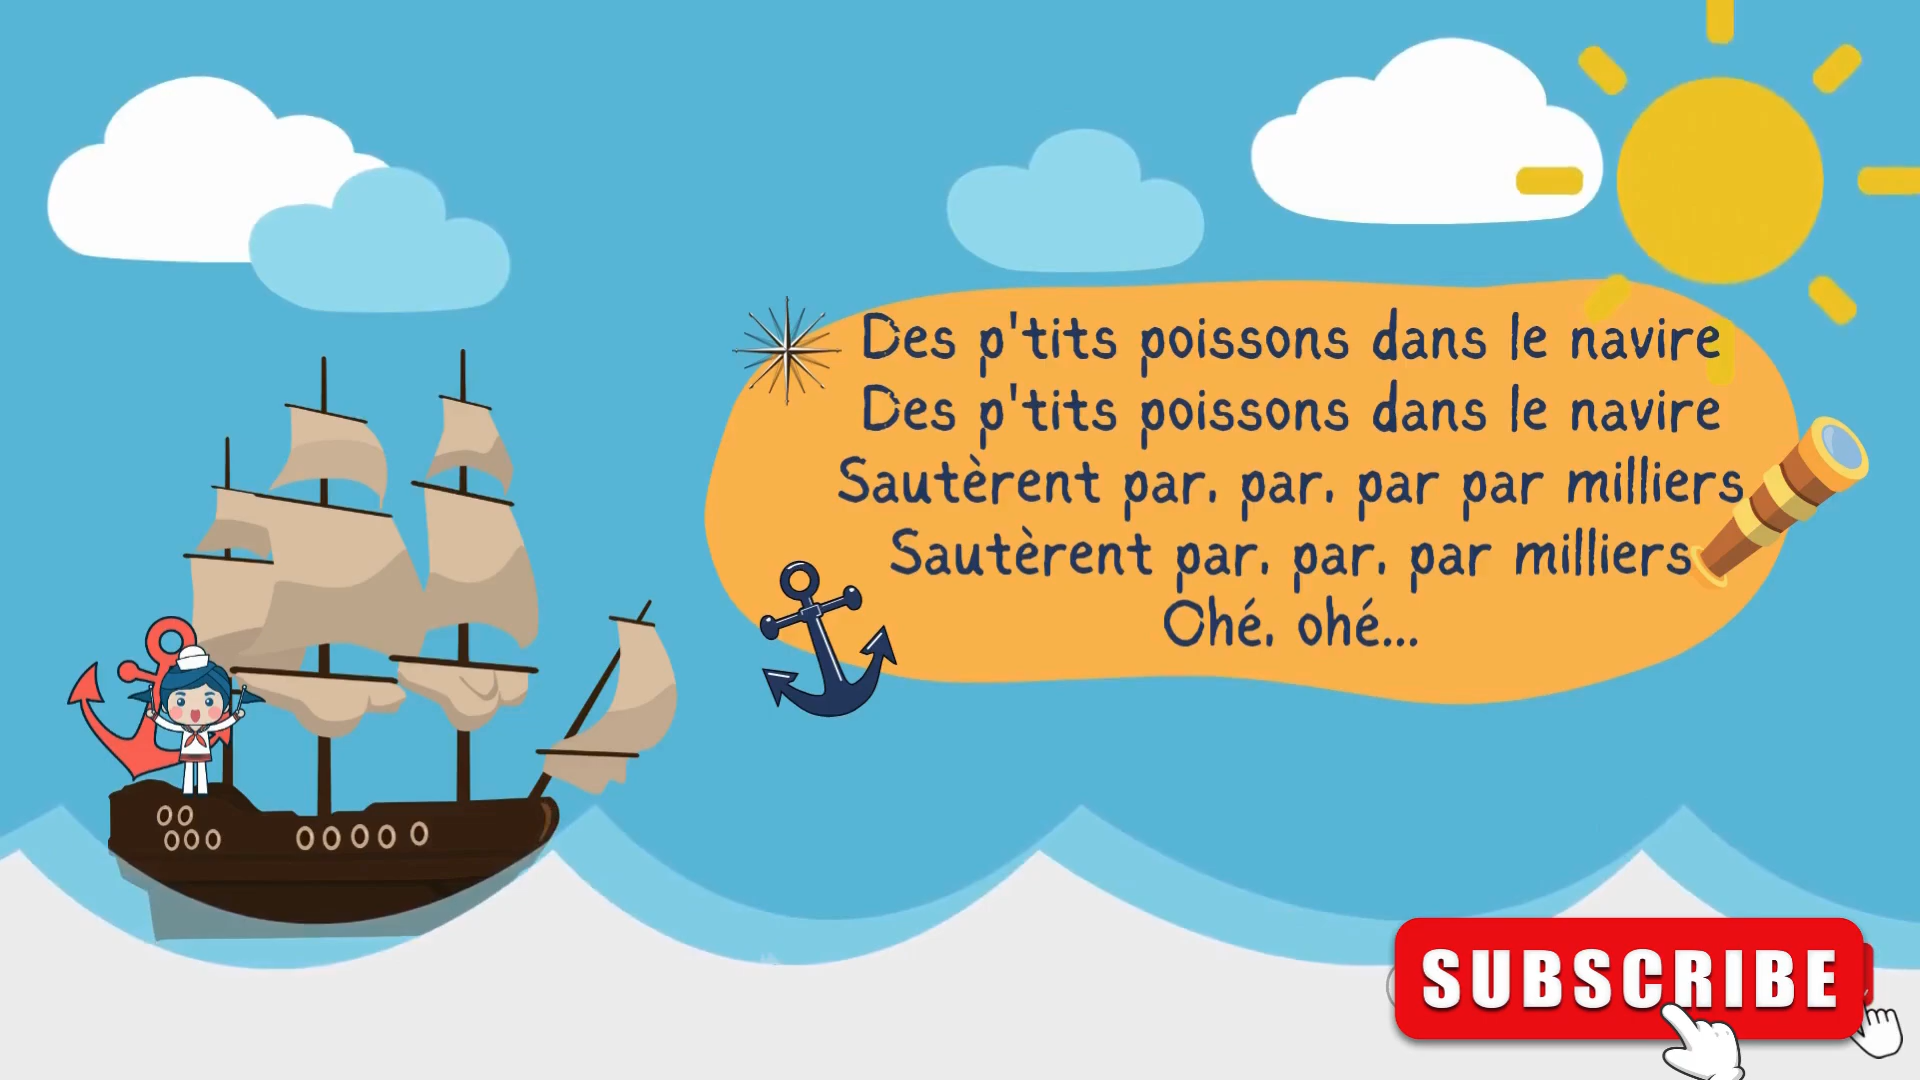 Des p'tits poissons dans le navire
Des p'tits poissons dans le navire
Sautèrent par, par, par par milliers
Sautèrent par, par, par milliers
Ohé, ohé...
SUBSCRIBE